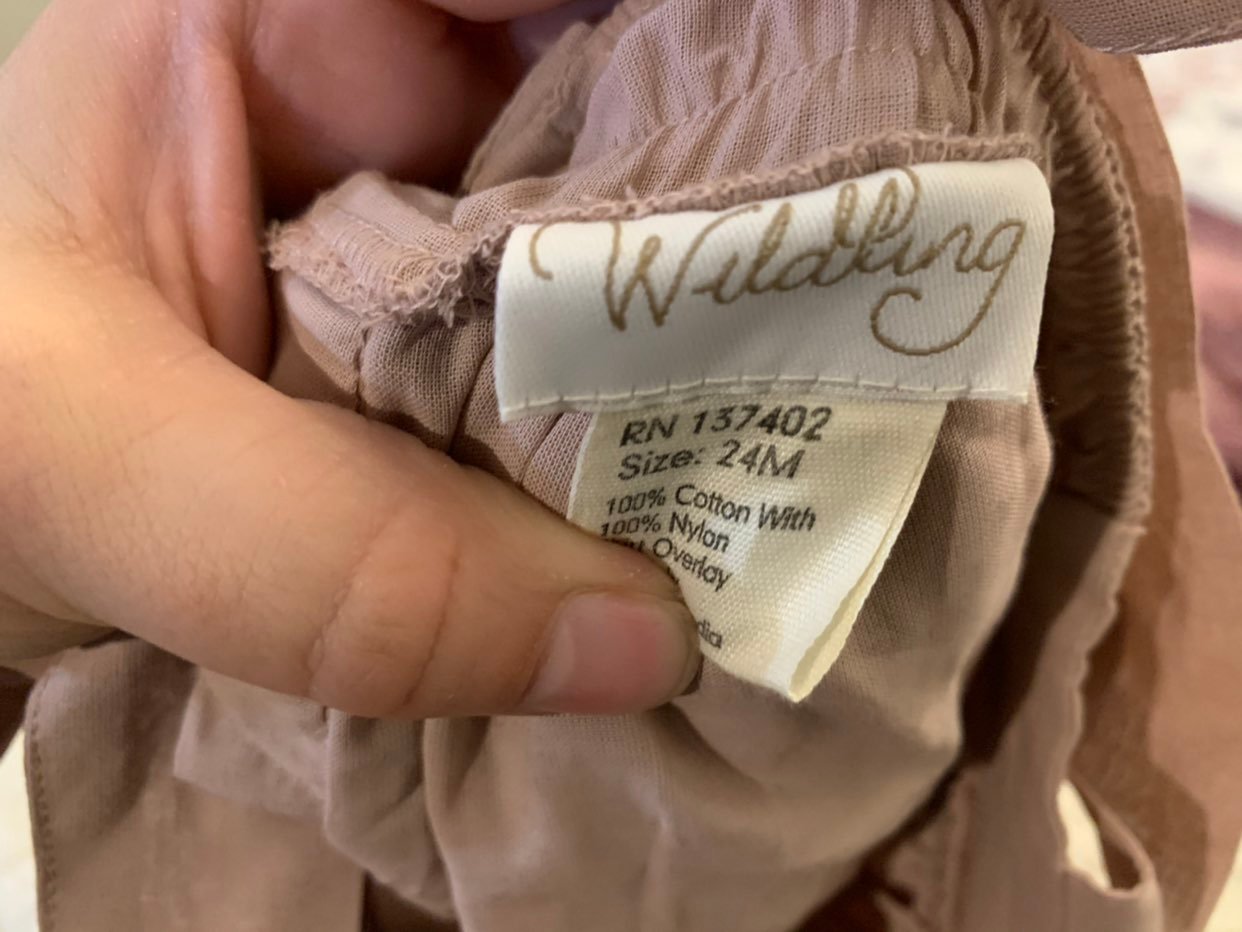 Wildling
RN 137402
Size: 24M
100% Cotton With
100% Nylon
Overlay